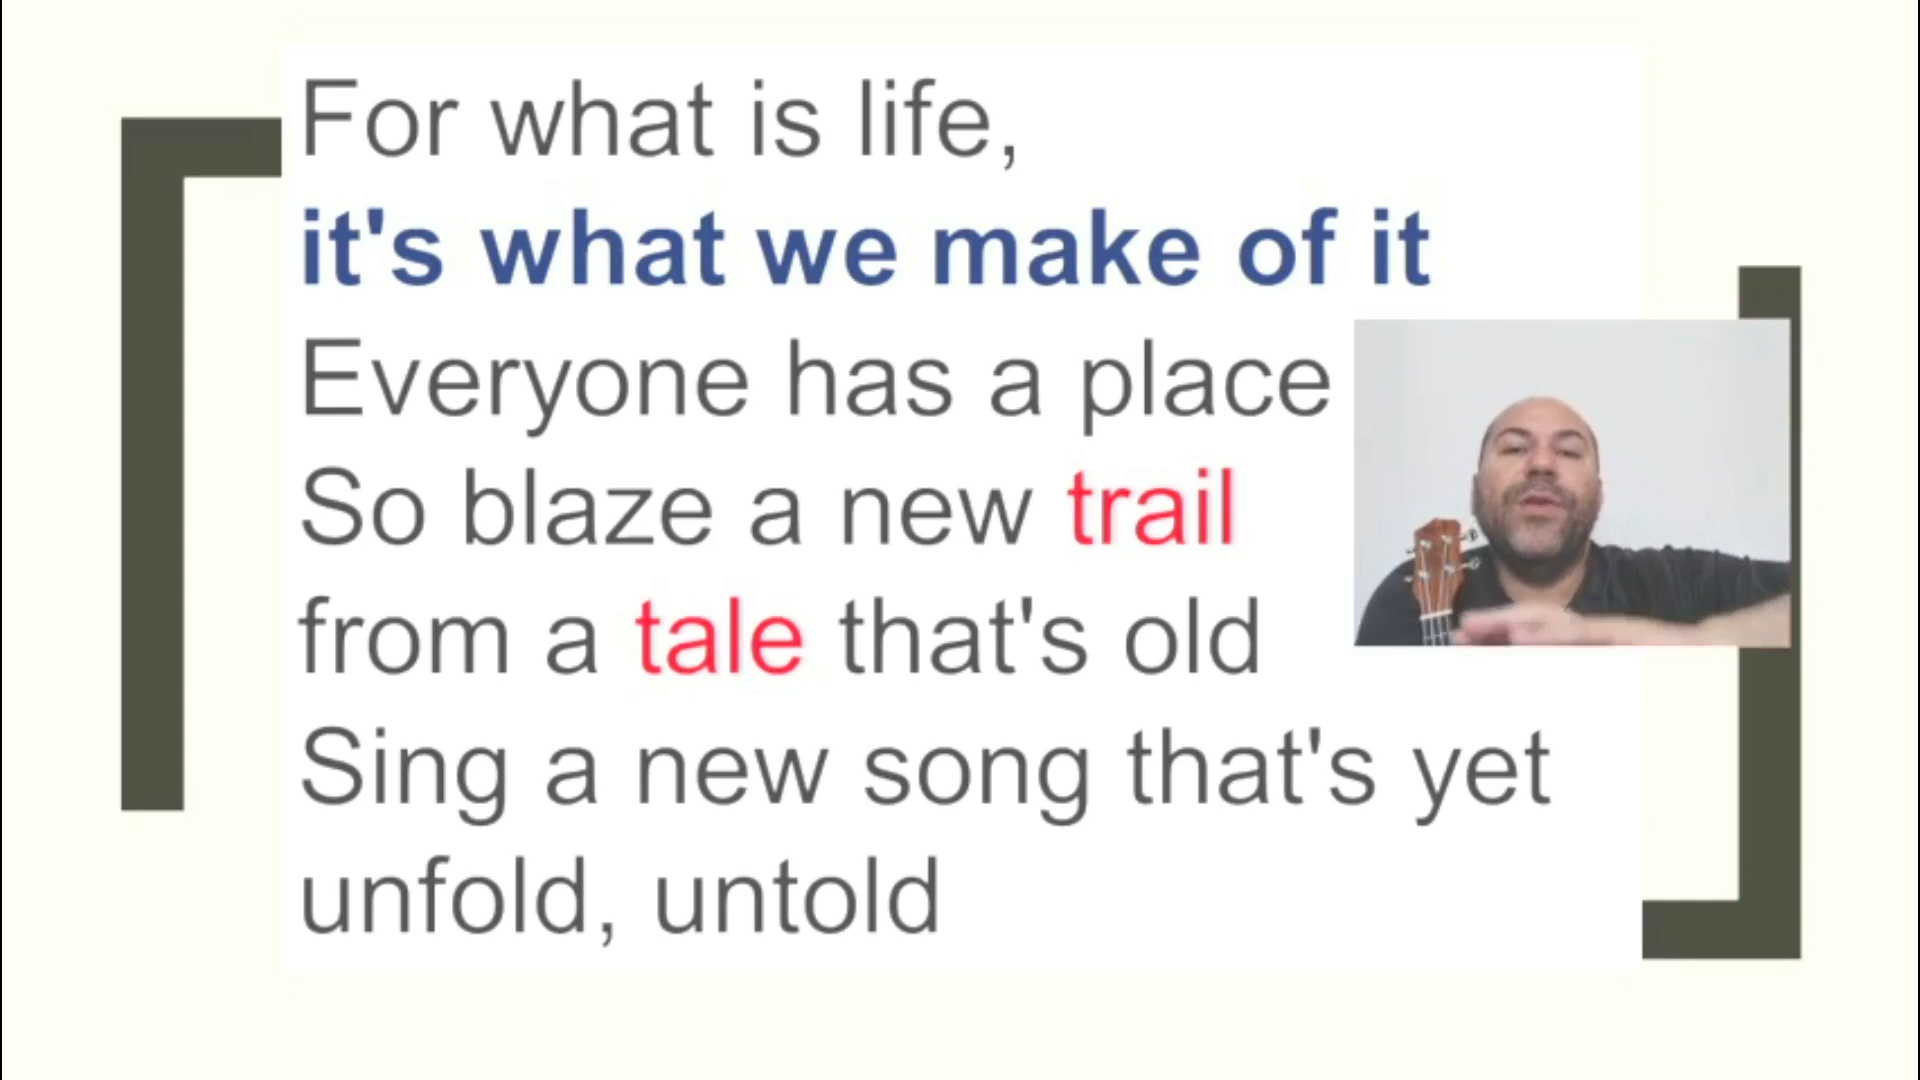 For what is life,
it's what we make of it
Everyone has a place
So blaze a new trail
from a tale that's old
Sing a new song that's yet
unfold, untold